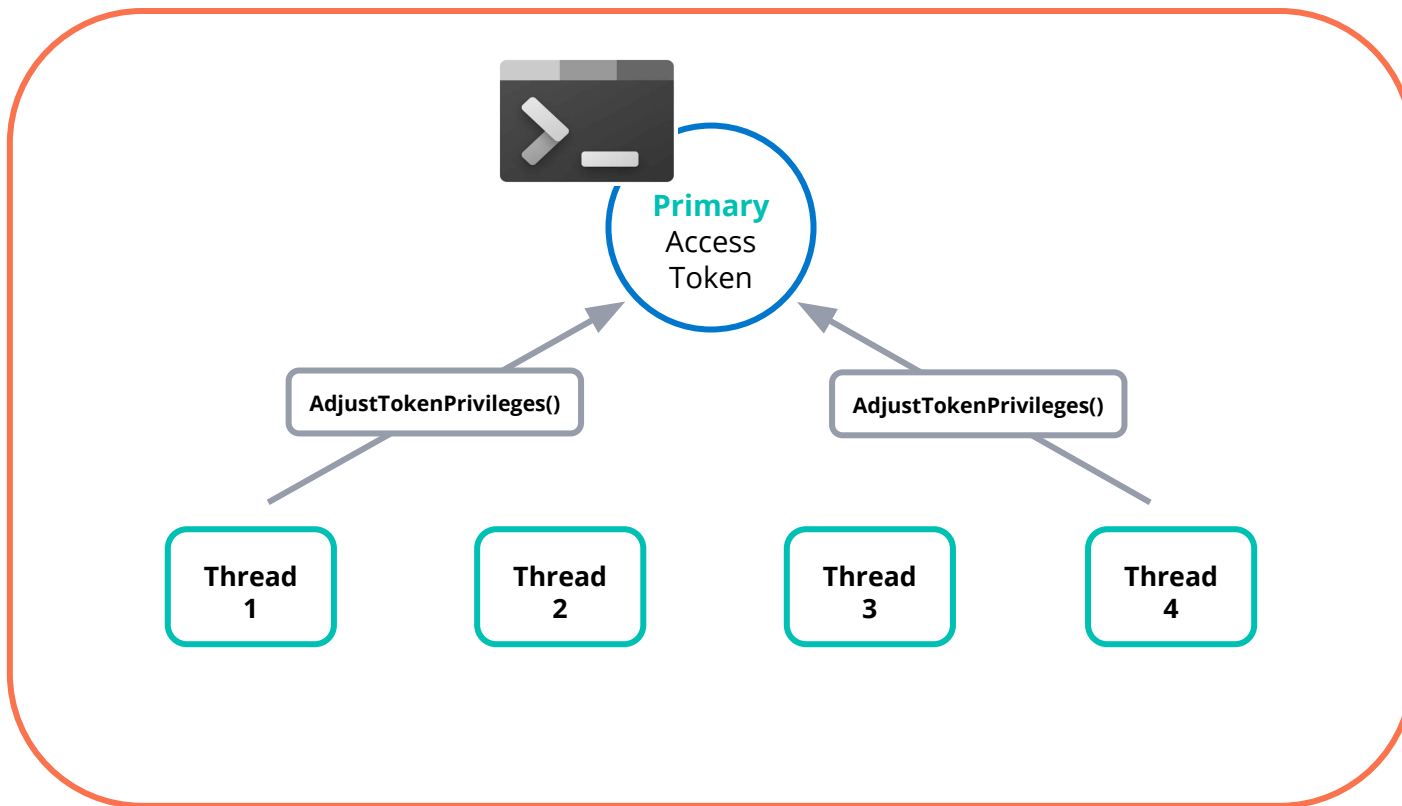 Primary
Access
Token
AdjustTokenPrivileges()
AdjustTokenPrivileges()
Thread
1
Thread
2
Thread
3
Thread
4